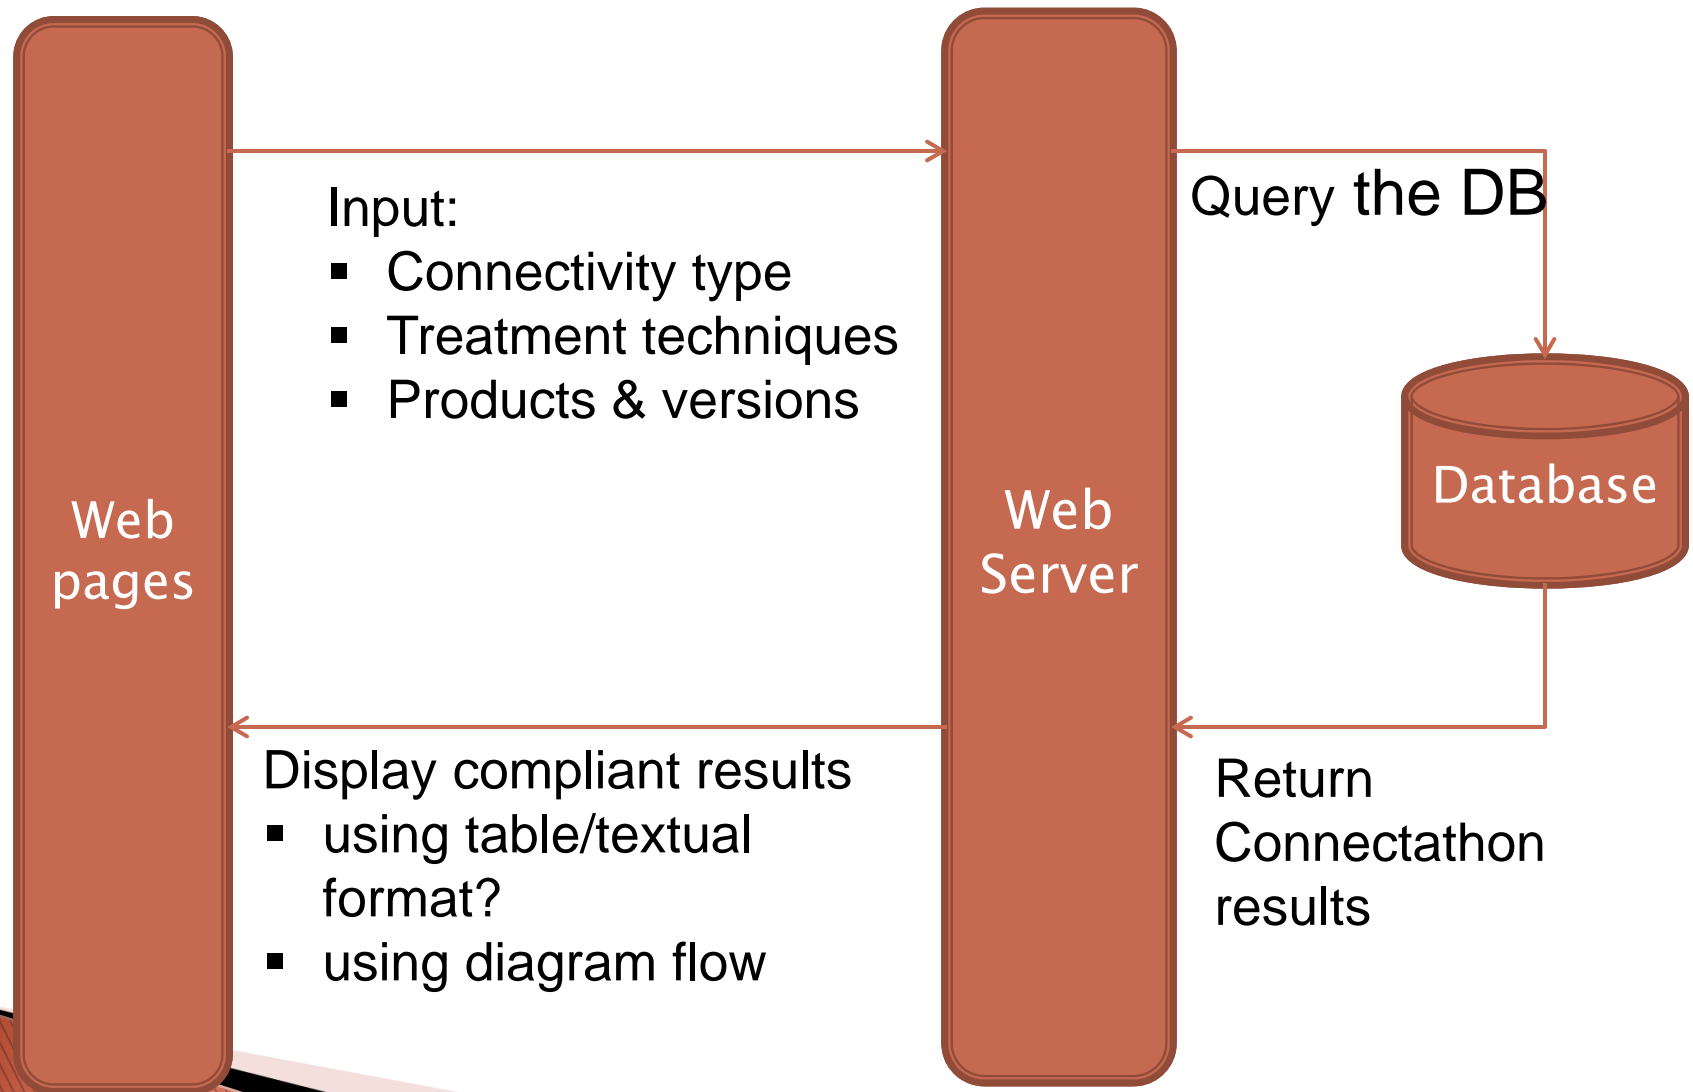 Web
pages
Input:
▪ Connectivity type
▪ Treatment techniques
▪ Products & versions
Display compliant results
▪ using table/textual
format?
▪ using diagram flow
Web
Server
Query the DB
Database
Return
Connectathon
results